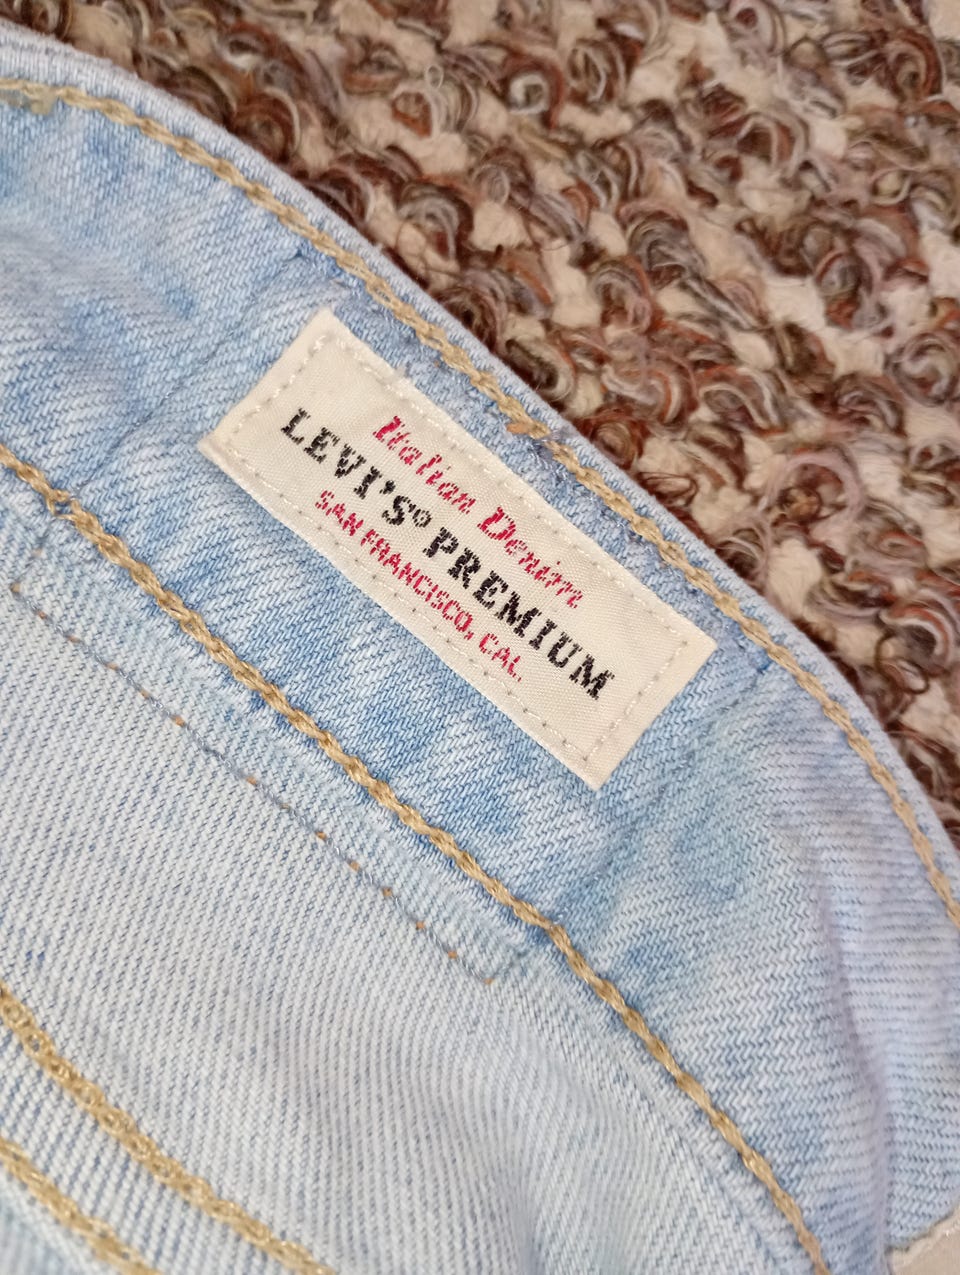 Italian Denim
LEVI'S® PREMIUM
SAN FRANCISCO, CAL.